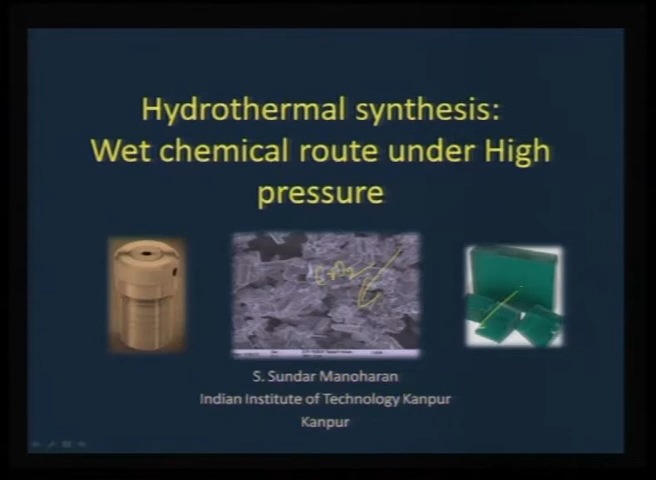 Hydrothermal synthesis:
Wet chemical route under High
pressure
S. Sundar Manoharan
Indian Institute of Technology Kanpur
Kanpur